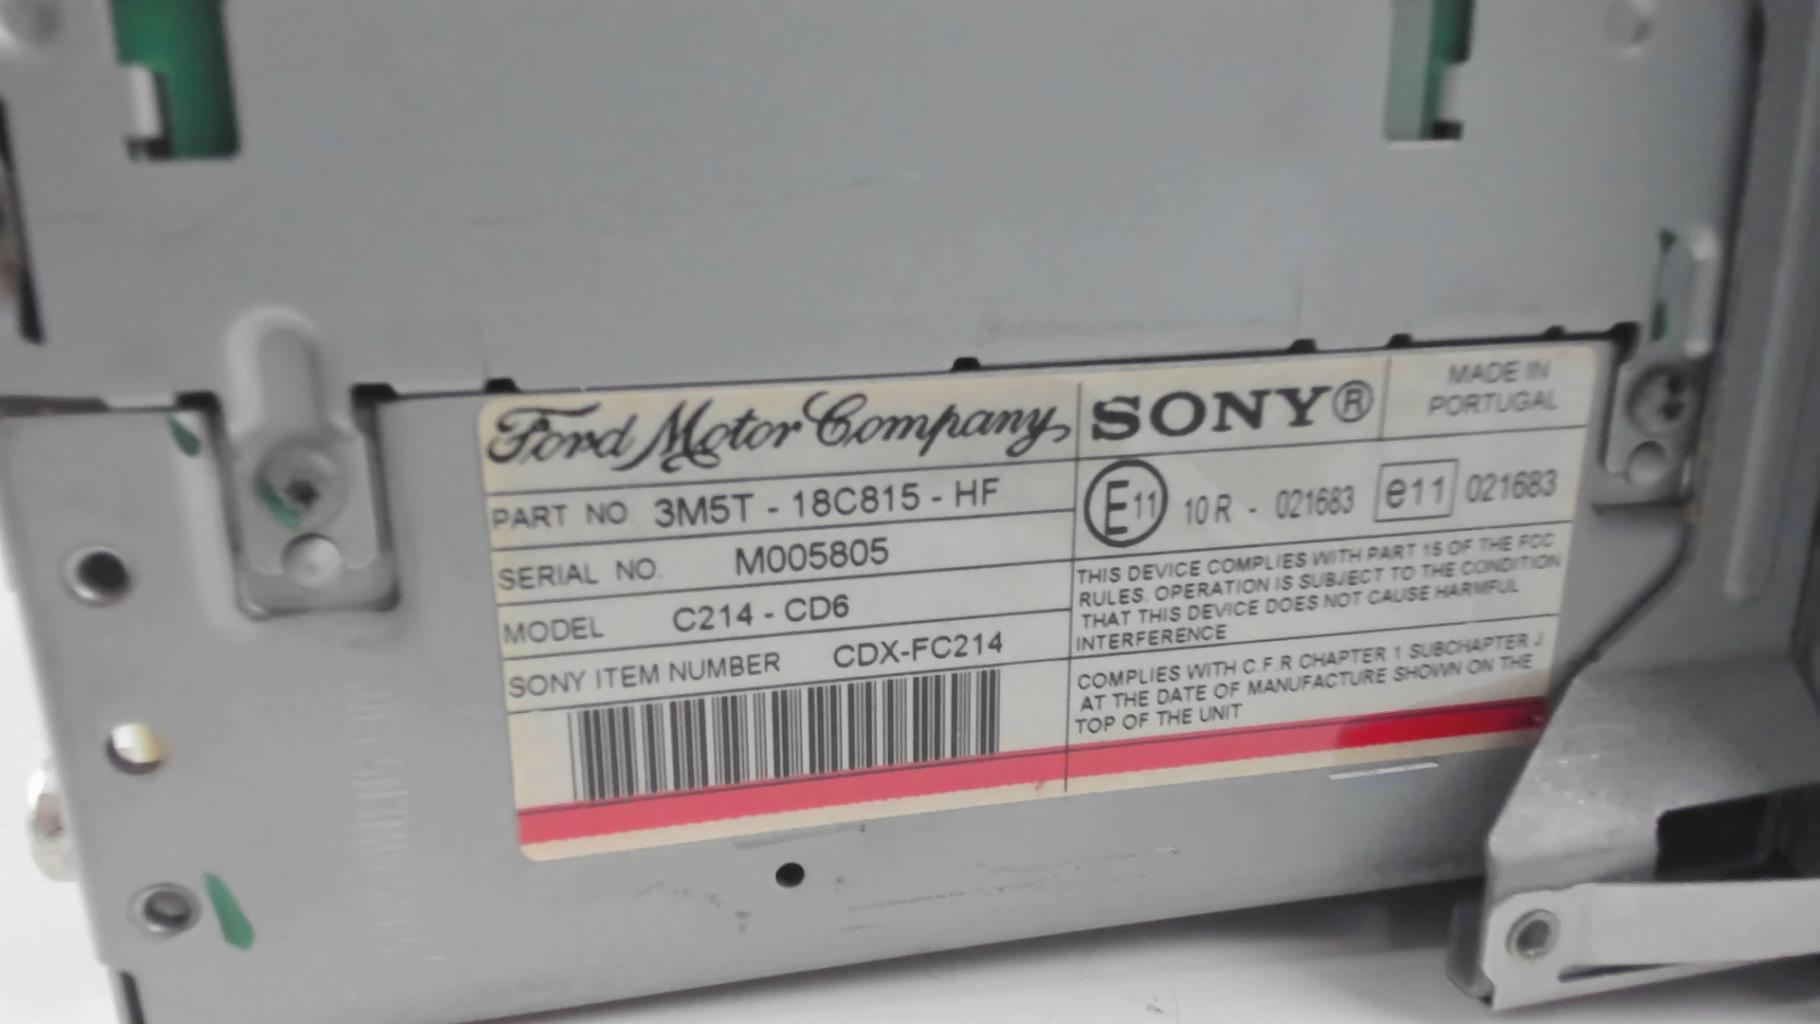 Ford Motor Company
SONY®
MADE IN
PORTUGAL
PART NO. 3M5T - 18C815 - HF
SERIAL NO. M005805
MODEL C214 - CD6
SONY ITEM NUMBER CDX-FC214
E11 10R - 021683 e11 021683
THIS DEVICE COMPLIES WITH PART 15 OF THE FCC
RULES. OPERATION IS SUBJECT TO THE CONDITION
THAT THIS DEVICE DOES NOT CAUSE HARMFUL
INTERFERENCE
COMPLIES WITH C.F.R CHAPTER 1 SUBCHAPTER J.
AT THE DATE OF MANUFACTURE SHOWN ON THE
TOP OF THE UNIT